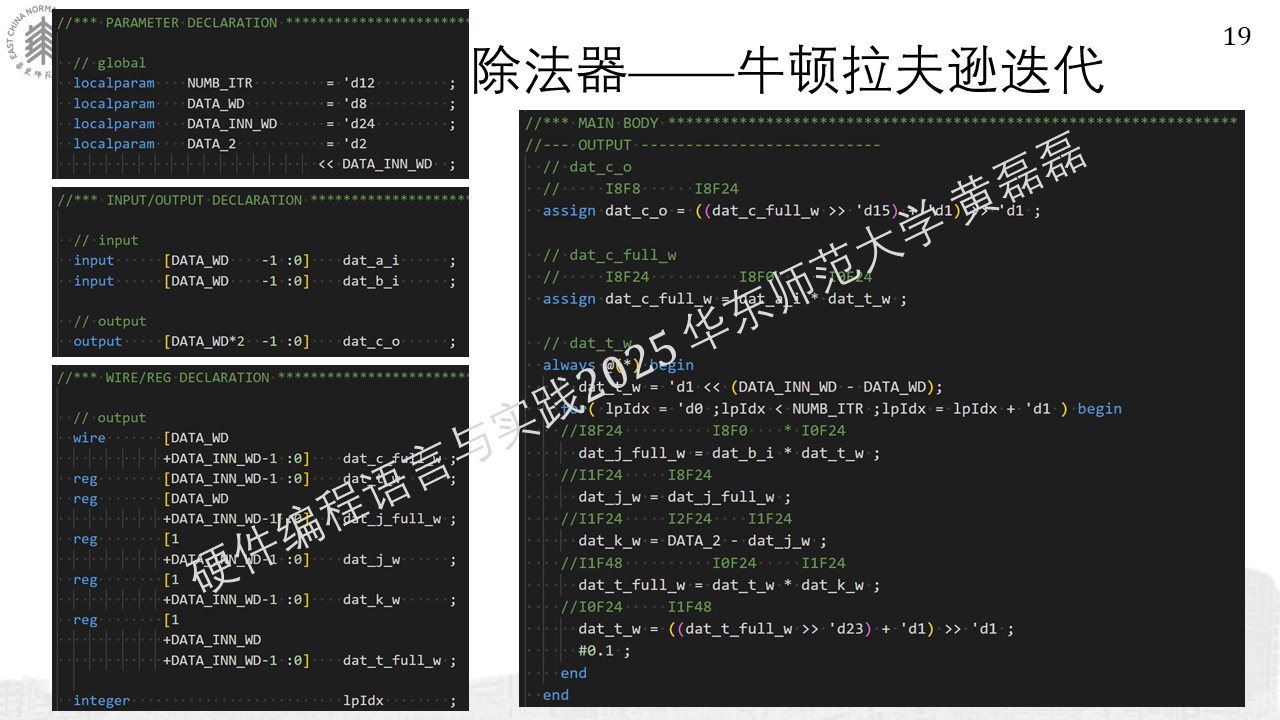 19
除法器——牛顿拉夫逊迭代
EAST CHINA NORMA
//*** PARAMETER DECLARATION ***********************
// global
localparam NUMB_ITR = 'd12 ;
localparam DATA_WD = 'd8 ;
localparam DATA_INN_WD = 'd24 ;
localparam DATA_2 = 'd2
<< DATA_INN_WD ;
//*** INPUT/OUTPUT DECLARATION ********************
// input
input [DATA_WD -1 :0] dat_a_i ;
input [DATA_WD -1 :0] dat_b_i ;
// output
output [DATA_WD*2 -1 :0] dat_c_o ;
//*** WIRE/REG DECLARATION ************************
// output
wire [DATA_WD
+DATA_INN_WD-1 :0] dat_c_full_w ;
reg [DATA_INN_WD-1 :0] dat_t_w ;
reg [DATA_WD
+DATA_INN_WD-1 :0] dat_j_full_w ;
reg [1
+DATA_INN_WD-1 :0] dat_j_w ;
reg [1
+DATA_INN_WD-1 :0] dat_k_w ;
reg [1
+DATA_INN_WD
+DATA_INN_WD-1 :0] dat_t_full_w ;
integer lpIdx ;
//*** MAIN BODY ****************************************************************
//--- OUTPUT ---------------------------
// dat_c_o
// I8F8 I8F24
assign dat_c_o = ((dat_c_full_w >> 'd15) + 'd1) >> 'd1 ;
// dat_c_full_w
// I8F24 I8F0 * I0F24
assign dat_c_full_w = dat_a_i * dat_t_w ;
// dat_t_w
always @(*) begin
dat_t_w = 'd1 << (DATA_INN_WD - DATA_WD);
for( lpIdx = 'd0 ;lpIdx < NUMB_ITR ;lpIdx = lpIdx + 'd1 ) begin
//I8F24 I8F0 * I0F24
dat_j_full_w = dat_b_i * dat_t_w ;
//I1F24 I8F24
dat_j_w = dat_j_full_w ;
//I1F24 I2F24 I1F24
dat_k_w = DATA_2 - dat_j_w ;
//I1F48 I0F24 I1F24
dat_t_full_w = dat_t_w * dat_k_w ;
//I0F24 I1F48
dat_t_w = ((dat_t_full_w >> 'd23) + 'd1) >> 'd1 ;
#0.1 ;
end
end
硬件编程语言与实践2025 华东师范大学 黄磊磊